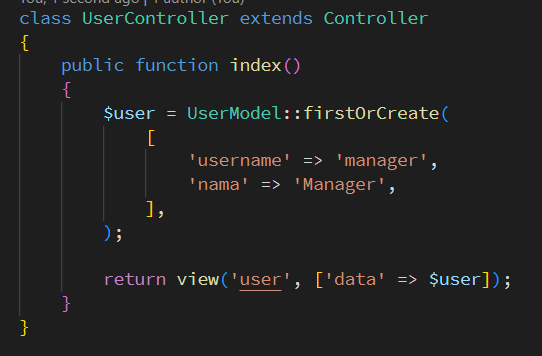 You, 1 second ago | 1 author (You)
class UserController extends Controller
{
    public function index()
    {
        $user = UserModel::firstOrCreate(
            [
                'username' => 'manager',
                'nama' => 'Manager',
            ],
        );

        return view('user', ['data' => $user]);
    }
}